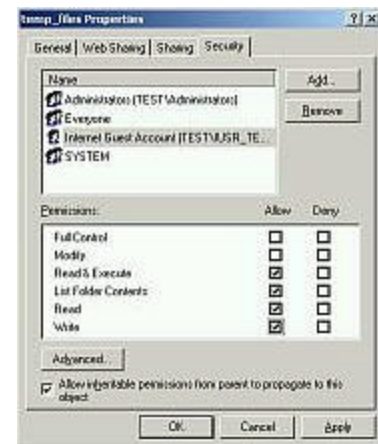 temp_files Properties
? X
General Web Sharing Sharing Security
Name
Add...
Administrators (TEST\Administrators)
Remove
Everyone
Internet Guest Account (TEST\IUSR_TE...
SYSTEM
Permissions: Allow Deny
Full Control
Modify
Read & Execute
List Folder Contents
Read
Write
Advanced...
Allow inheritable permissions from parent to propagate to this
object
OK Cancel Apply